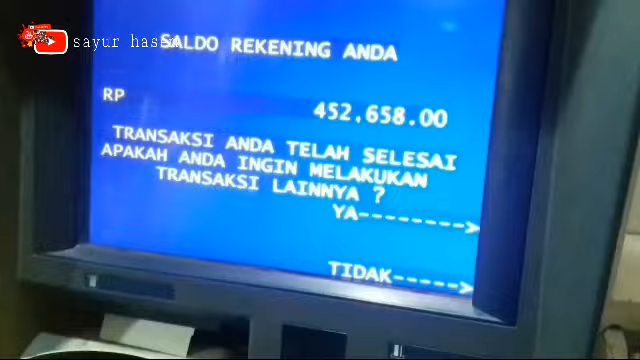 sayur hasem
SALDO REKENING ANDA
RP
452,658.00
TRANSAKSI ANDA TELAH SELESAI
APAKAH ANDA INGIN MELAKUKAN
TRANSAKSI LAINNYA ?
YA-------->
TIDAK----->